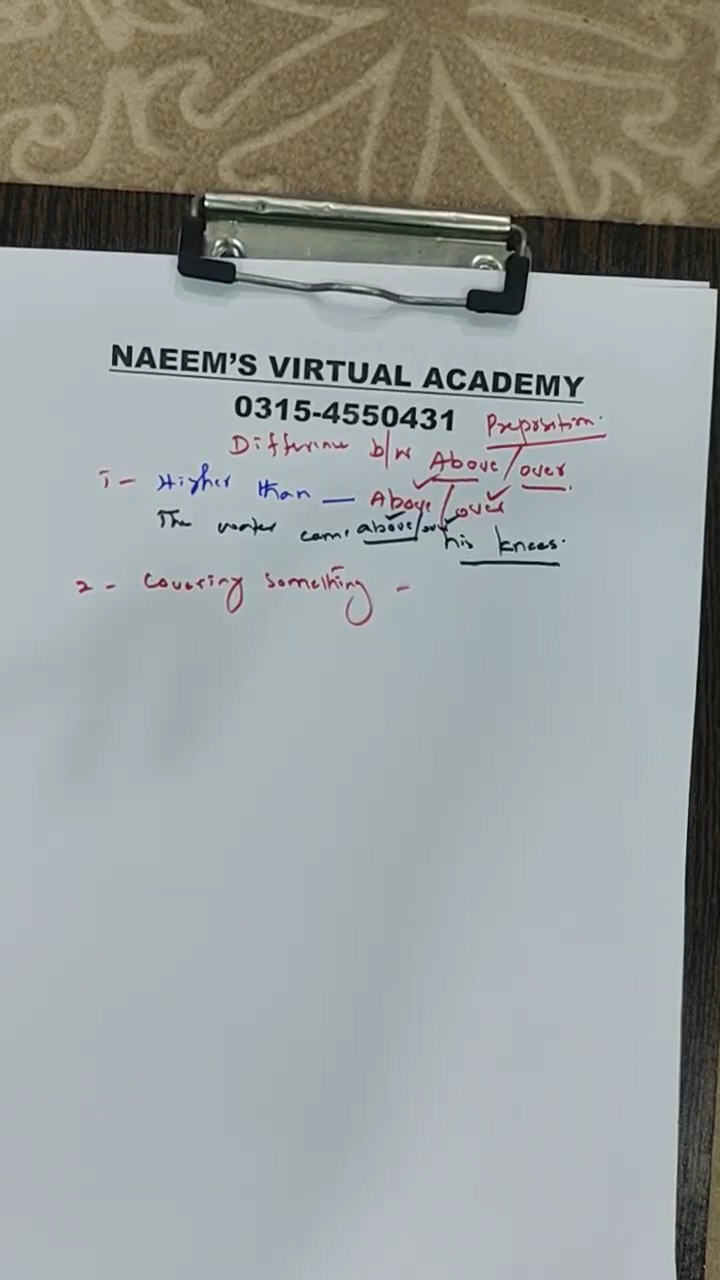 NAEEM'S VIRTUAL ACADEMY
0315-4550431 Preposition.
Difference b/w Above/over
1- Higher than — Above/over
The water came above/over his knees.
2- Covering something -